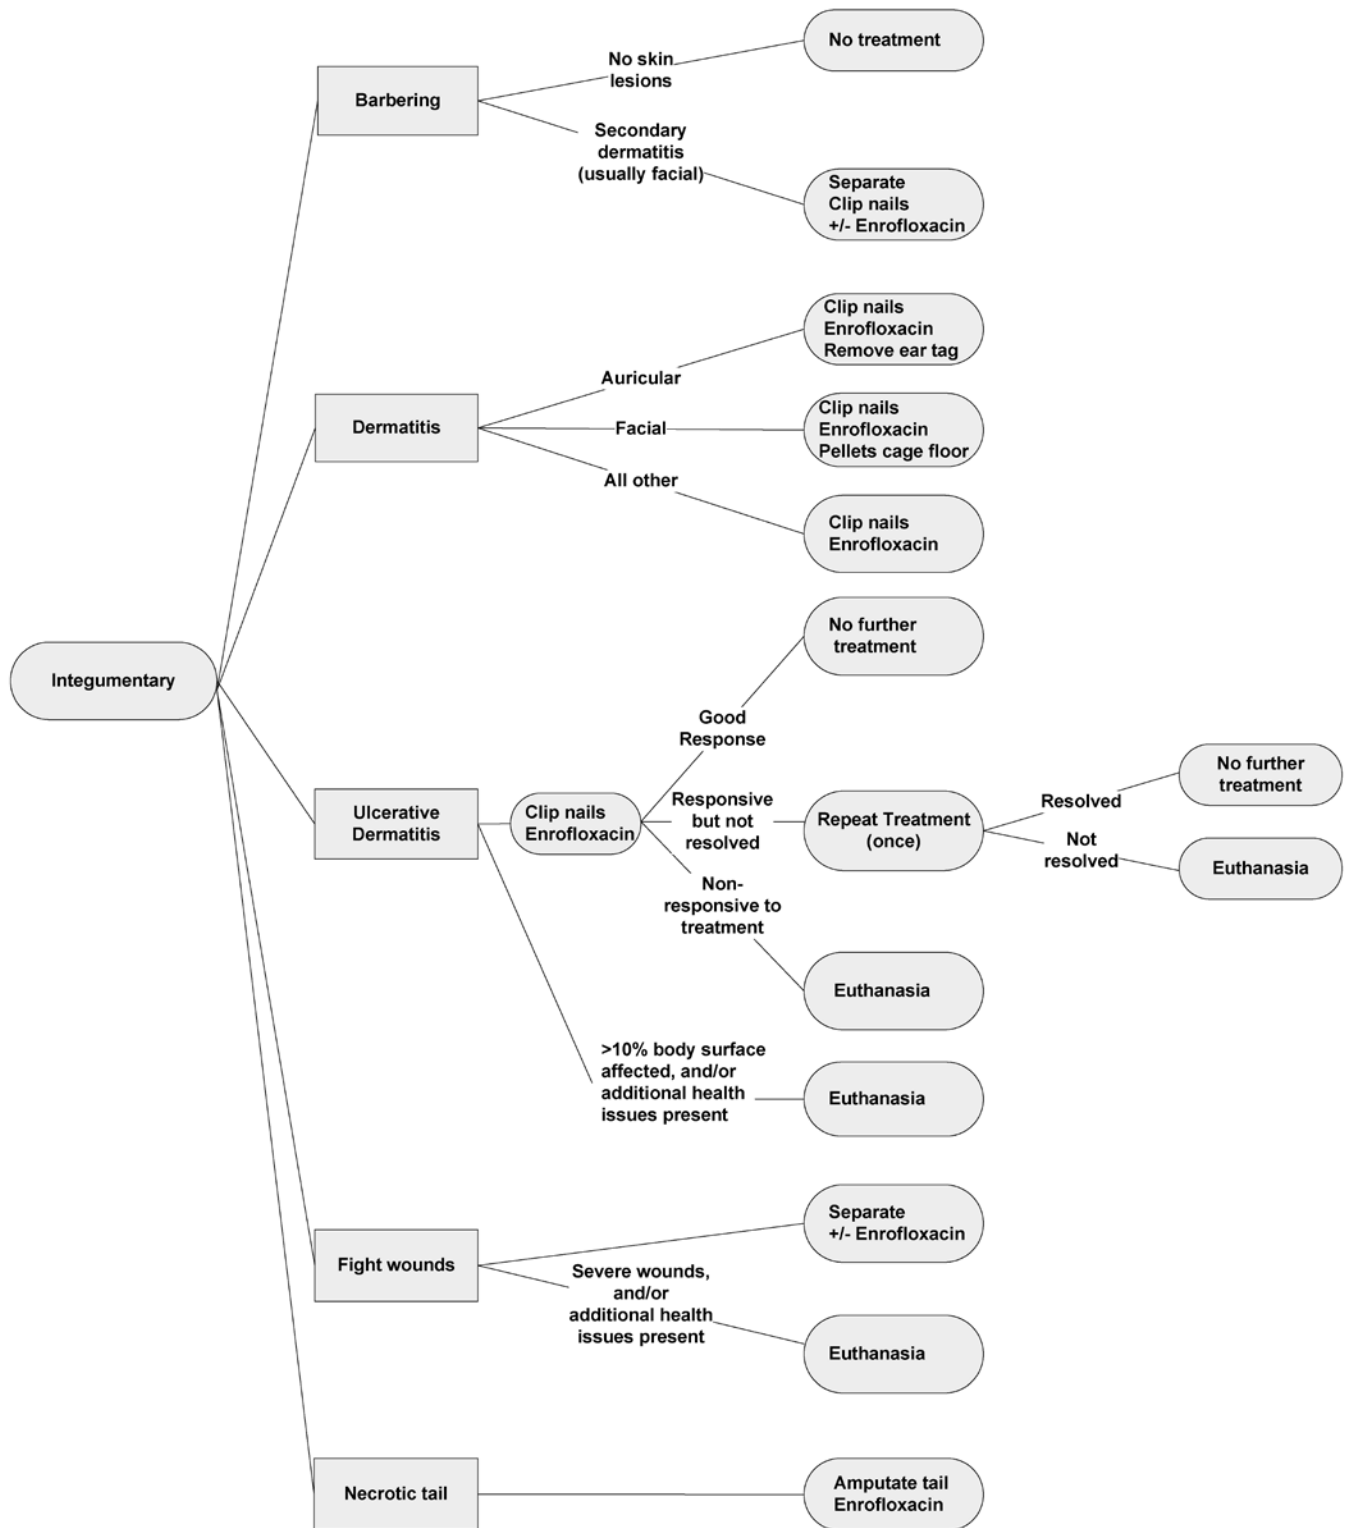 Integumentary
Barbering
No skin
lesions
No treatment
Secondary
dermatitis
(usually facial)
Separate
Clip nails
+/- Enrofloxacin
Dermatitis
Auricular
Clip nails
Enrofloxacin
Remove ear tag
Facial
Clip nails
Enrofloxacin
Pellets cage floor
All other
Clip nails
Enrofloxacin
Ulcerative
Dermatitis
Clip nails
Enrofloxacin
Good
Response
No further
treatment
Responsive
but not
resolved
Repeat Treatment
(once)
Resolved
No further
treatment
Not
resolved
Euthanasia
Non-
responsive to
treatment
Euthanasia
>10% body surface
affected, and/or
additional health
issues present
Euthanasia
Fight wounds
Separate
+/- Enrofloxacin
Severe wounds,
and/or
additional health
issues present
Euthanasia
Necrotic tail
Amputate tail
Enrofloxacin